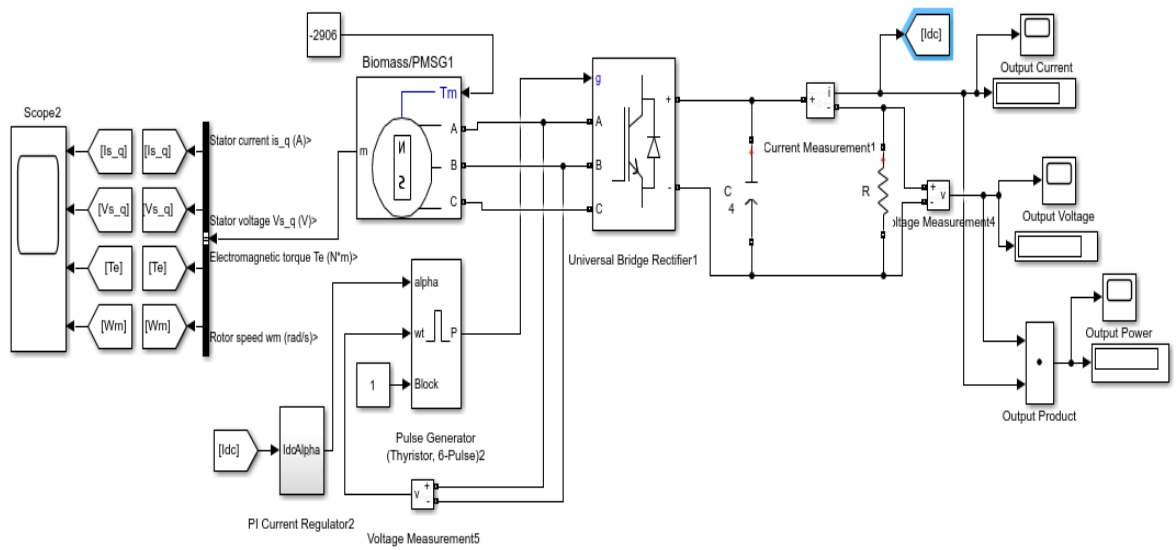 -2906
[Idc]
Output Current
Biomass/PMSG1
Tm
A
B
C
m
N
S
g
A
B
C
+
-
Universal Bridge Rectifier1
+
i
-
Current Measurement1
C
4
R
+
-
v
ltage Measurement4
Output Voltage
Output Power
Output Product
Scope2
[Is_q]
[Is_q]
Stator current is_q (A)>
[Vs_q]
[Vs_q]
Stator voltage Vs_q (V)>
[Te]
[Te]
Electromagnetic torque Te (N*m)>
[Wm]
[Wm]
Rotor speed wm (rad/s)>
alpha
wt
P
Block
1
Pulse Generator
(Thyristor, 6-Pulse)2
[Idc]
IdcAlpha
PI Current Regulator2
v
+
-
Voltage Measurement5